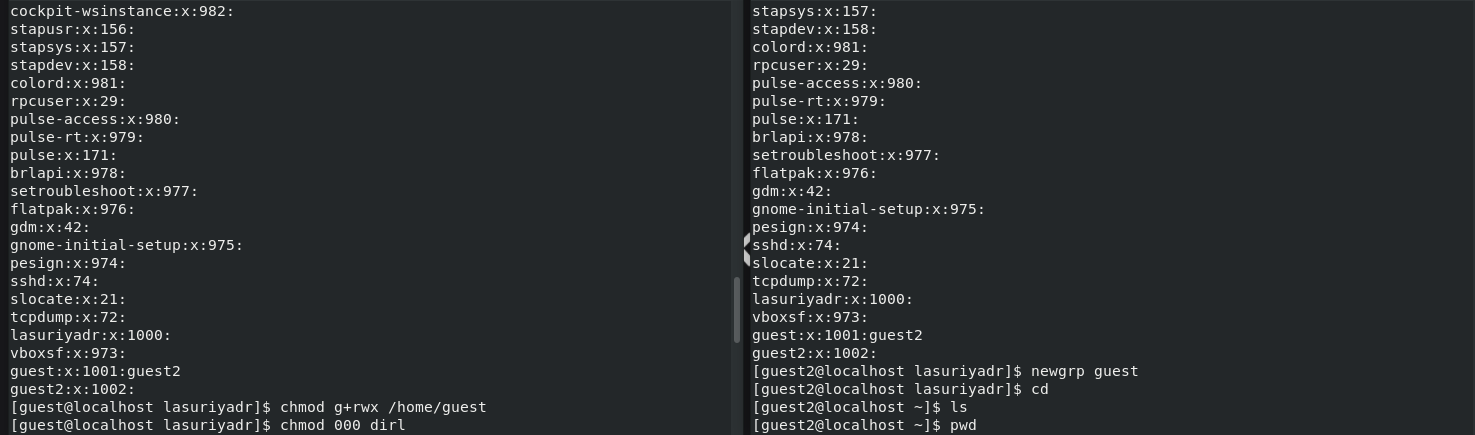 cockpit-wsinstance:x:982:
stapusr:x:156:
stapsys:x:157:
stapdev:x:158:
colord:x:981:
rpcuser:x:29:
pulse-access:x:980:
pulse-rt:x:979:
pulse:x:171:
brlapi:x:978:
setroubleshoot:x:977:
flatpak:x:976:
gdm:x:42:
gnome-initial-setup:x:975:
pesign:x:974:
sshd:x:74:
slocate:x:21:
tcpdump:x:72:
lasuriyadr:x:1000:
vboxsf:x:973:
guest:x:1001:guest2
guest2:x:1002:
[guest@localhost lasuriyadr]$ chmod g+rwx /home/guest
[guest@localhost lasuriyadr]$ chmod 000 dirl
stapsys:x:157:
stapdev:x:158:
colord:x:981:
rpcuser:x:29:
pulse-access:x:980:
pulse-rt:x:979:
pulse:x:171:
brlapi:x:978:
setroubleshoot:x:977:
flatpak:x:976:
gdm:x:42:
gnome-initial-setup:x:975:
pesign:x:974:
sshd:x:74:
slocate:x:21:
tcpdump:x:72:
lasuriyadr:x:1000:
vboxsf:x:973:
guest:x:1001:guest2
guest2:x:1002:
[guest2@localhost lasuriyadr]$ newgrp guest
[guest2@localhost lasuriyadr]$ cd
[guest2@localhost ~]$ ls
[guest2@localhost ~]$ pwd